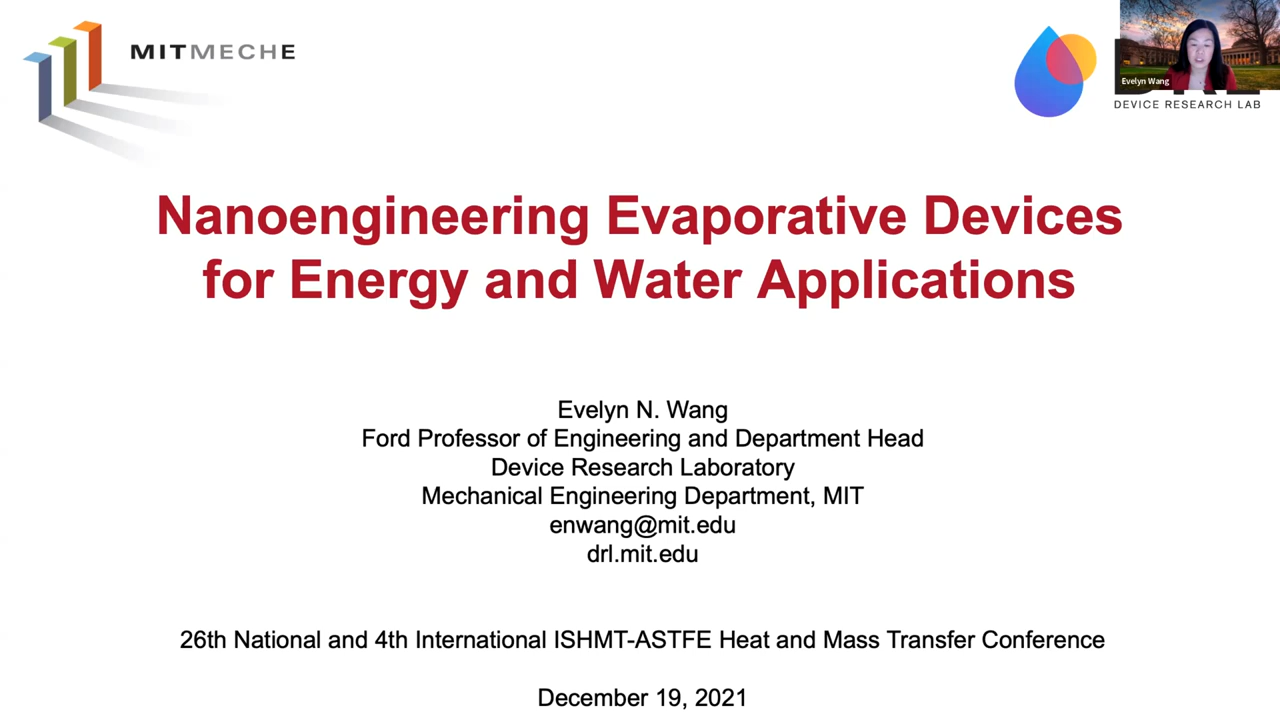 MITMECHE
Evelyn Wang
DEVICE RESEARCH LAB
Nanoengineering Evaporative Devices
for Energy and Water Applications
Evelyn N. Wang
Ford Professor of Engineering and Department Head
Device Research Laboratory
Mechanical Engineering Department, MIT
enwang@mit.edu
drl.mit.edu
26th National and 4th International ISHMT-ASTFE Heat and Mass Transfer Conference
December 19, 2021